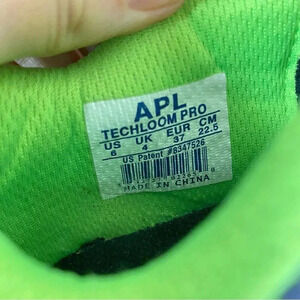 APL
TECHLOOM PRO
US UK EUR CM
6 4 37 22.5
US Patent #8347526
MADE IN CHINA